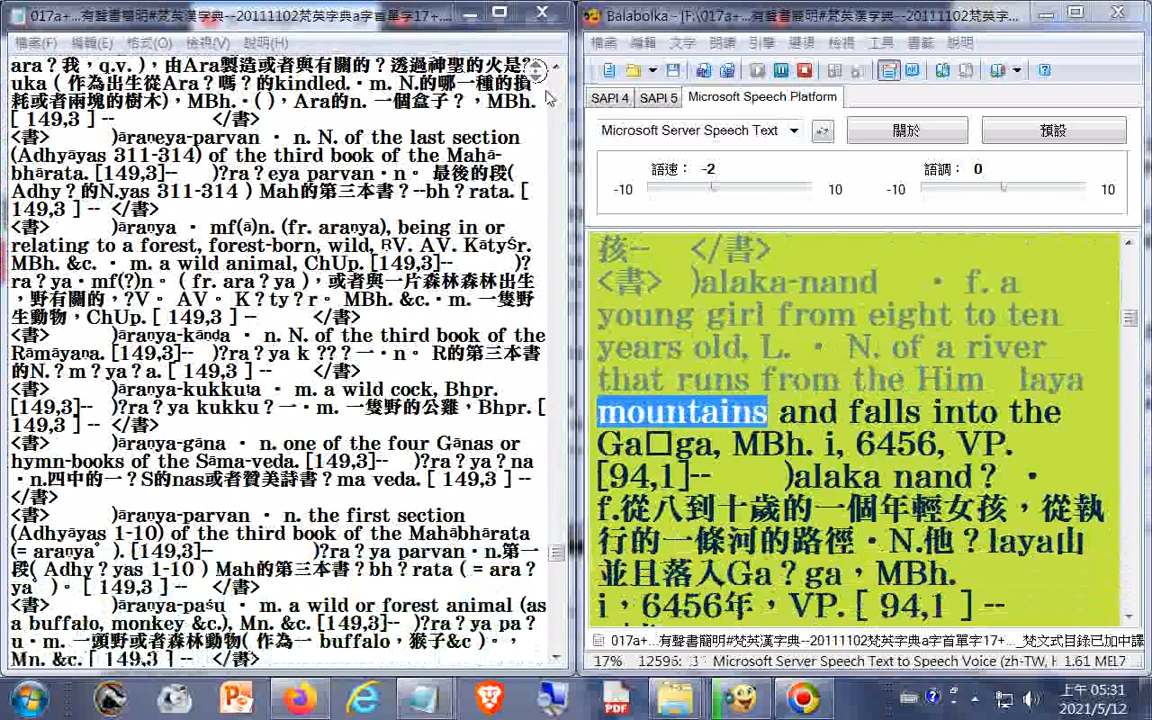 017a+...有聲書簡明#梵英漢字典--20111102梵英字典a字音單字17+...
檔案(F) 編輯(E) 格式(O) 檢視(V) 說明(H)
ara？我，q.v. )，由Ara製造或者與有關的？透過神聖的火是?
uka ( 作為出生從Ara？嗎？的kindled.‧m. N.的哪一種的損
耗或者兩塊的樹木)，MBh.‧( )，Ara的n. 一個盒子？，MBh.
[ 149,3 ] -- </書>
<書> )āraṇeya-parvan ‧ n. N. of the last section
(Adhyāyas 311-314) of the third book of the Mahā-
bhārata. [149,3]-- )?ra？eya parvan‧n。 最後的段(
Adhy？的N.yas 311-314 ) Mah的第三本書？--bh？rata. [
149,3 ] -- </書>
<書> )āraṇya ‧ mf(ā)n. (fr. araṇya), being in or
relating to a forest, forest-born, wild, RV. AV. KātyŚr.
MBh. &c. ‧ m. a wild animal, ChUp. [149,3]-- )?
ra？ya‧mf(?)n。 ( fr. ara？ya )，或者與一片森林森林出生
，野有關的，?V。 AV。 K？ty？r。 MBh. &c.‧m. 一隻野
生動物，ChUp. [ 149,3 ] -- </書>
<書> )āraṇya-kāṇḍa ‧ n. N. of the third book of the
Rāmāyaṇa. [149,3]-- )?ra？ya k ???？一‧n。 R的第三本書
的N.？m？ya？a. [ 149,3 ] -- </書>
<書> )āraṇya-kukkuṭa ‧ m. a wild cock, Bhpr.
[149,3]-- )?ra？ya kukku？一‧m. 一隻野的公雞，Bhpr. [
149,3 ] -- </書>
<書> )āraṇya-gāna ‧ n. one of the four Gānas or
hymn-books of the Sāma-veda. [149,3]-- )?ra？ya？na
‧n.四中的一？S的nas或者贊美詩書？ma veda. [ 149,3 ] --
</書>
<書> )āraṇya-parvan ‧ n. the first section
(Adhyāyas 1-10) of the third book of the Mahābhārata
(= araṇya°). [149,3]-- )?ra？ya parvan‧n.第一
段( Adhy？yas 1-10 ) Mah的第三本書？bh？rata ( = ara？
ya° )。 [ 149,3 ] -- </書>
<書> )āraṇya-paśu ‧ m. a wild or forest animal (as
a buffalo, monkey &c.), Mn. &c. [149,3]-- )?ra？ya pa？
u‧m. 一頭野或者森林動物( 作為一 buffalo，猴子&c )。，
Mn. &c. [ 149,3 ] -- </書>
Balabolka - [F:\017a+...有聲書簡明#梵英漢字典--20111102梵英字...
檔案 編輯 文字 朗讀 引擎 選項 檢視 工具 書籤 說明
SAPI 4 SAPI 5 Microsoft Speech Platform
Microsoft Server Speech Text 關於 預設
語速： -2 語調： 0
-10 10 -10 10
孩-- </書>
<書> )alaka-nand ‧ f. a
young girl from eight to ten
years old, L. ‧ N. of a river
that runs from the Him laya
mountains and falls into the
Ga□ga, MBh. i, 6456, VP.
[94,1]-- )alaka nand？ ‧
f.從八到十歲的一個年輕女孩，從執
行的一條河的路徑‧N.他？laya山
並且落入Ga？ga，MBh.
i，6456年，VP. [ 94,1 ] --
017a+...有聲書簡明#梵英漢字典--20111102梵英字典a字首單字17+...梵文式目錄已加中譯
17% 12596: Microsoft Server Speech Text to Speech Voice (zh-TW, H 1.61 MEL7
PDF
上午 05:31
2021/5/12